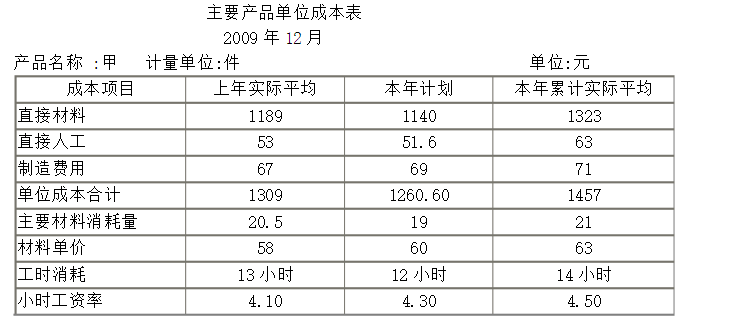 主要产品单位成本表
2009 年 12 月
产品名称 :甲 计量单位:件 单位:元
成本项目 上年实际平均 本年计划 本年累计实际平均
直接材料 1189 1140 1323
直接人工 53 51.6 63
制造费用 67 69 71
单位成本合计 1309 1260.60 1457
主要材料消耗量 20.5 19 21
材料单价 58 60 63
工时消耗 13 小时 12 小时 14 小时
小时工资率 4.10 4.30 4.50